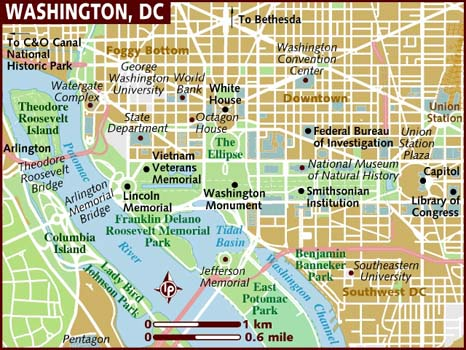 WASHINGTON, DC
To Bethesda
To C&O Canal
National
Historic Park
Foggy Bottom
Washington
Convention
Center
George
Washington
University
World
Bank
Watergate
Complex
White
House
Downtown
Theodore
Roosevelt
Island
State
Department
Octagon
House
Union
Station
Federal Bureau
of Investigation
Union
Station
Plaza
The
Ellipse
Arlington
Potomac
River
Vietnam
Veterans
Memorial
Theodore
Roosevelt
Bridge
National Museum
of Natural History
Capitol
Arlington
Memorial
Bridge
Lincoln
Memorial
Washington
Monument
Smithsonian
Institution
Library of
Congress
Franklin Delano
Roosevelt Memorial
Park
Columbia
Island
Tidal
Basin
Benjamin
Banneker
Park
Washington Channel
Jefferson
Memorial
Southeastern
University
Lady Bird
Johnson Park
East
Potomac
Park
Southwest DC
LP
0
1 km
Pentagon
0
0.6 mile